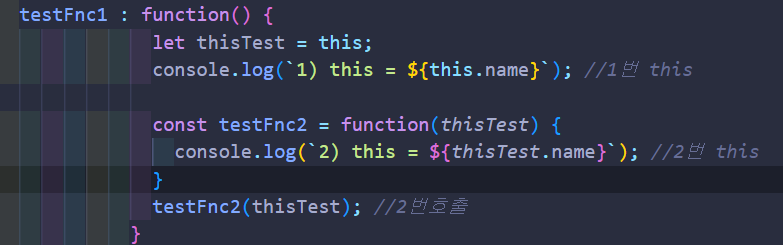 testFnc1 : function() {
let thisTest = this;
console.log(`1) this = ${this.name}`); //1번 this
const testFnc2 = function(thisTest) {
console.log(`2) this = ${thisTest.name}`); //2번 this
}
testFnc2(thisTest); //2번호출
}